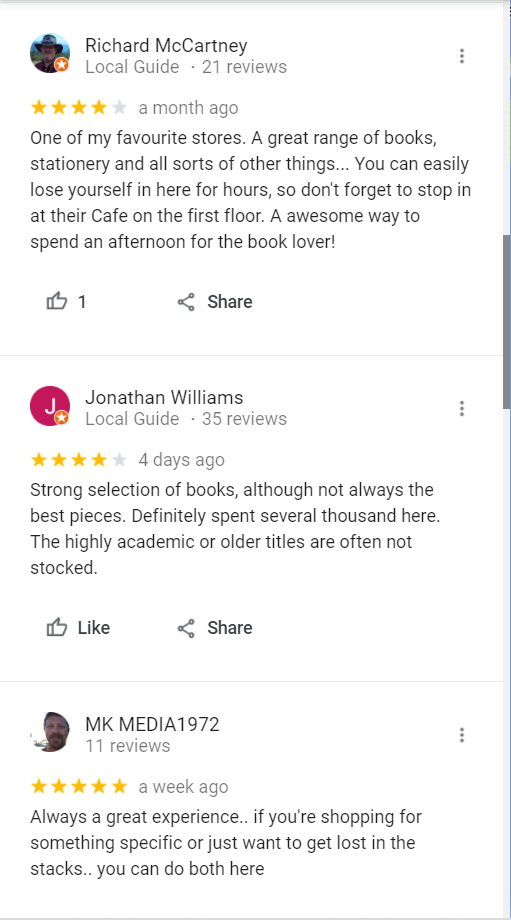 Richard McCartney
Local Guide · 21 reviews
a month ago
One of my favourite stores. A great range of books,
stationery and all sorts of other things... You can easily
lose yourself in here for hours, so don't forget to stop in
at their Cafe on the first floor. A awesome way to
spend an afternoon for the book lover!
1 Share
J
Jonathan Williams
Local Guide · 35 reviews
4 days ago
Strong selection of books, although not always the
best pieces. Definitely spent several thousand here.
The highly academic or older titles are often not
stocked.
Like Share
MK MEDIA1972
11 reviews
a week ago
Always a great experience.. if you're shopping for
something specific or just want to get lost in the
stacks.. you can do both here